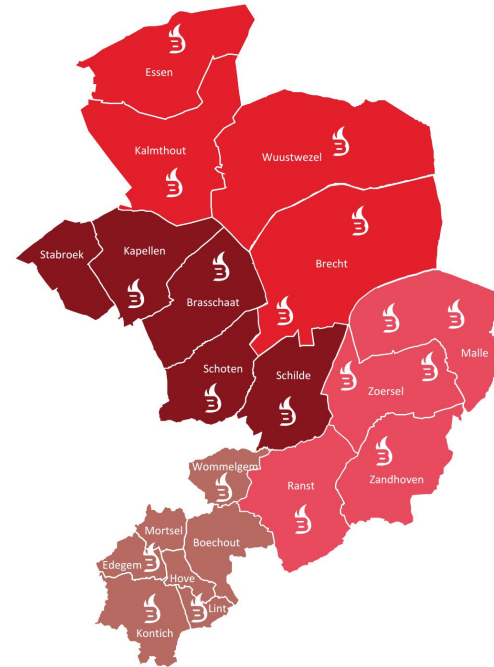 Essen
Kalmthout
Wuustwezel
Stabroek
Kapellen
Brecht
Brasschaat
Malle
Schoten
Schilde
Zoersel
Wommelgem
Ranst
Zandhoven
Mortsel
Boechout
Edegem
Hove
Lint
Kontich